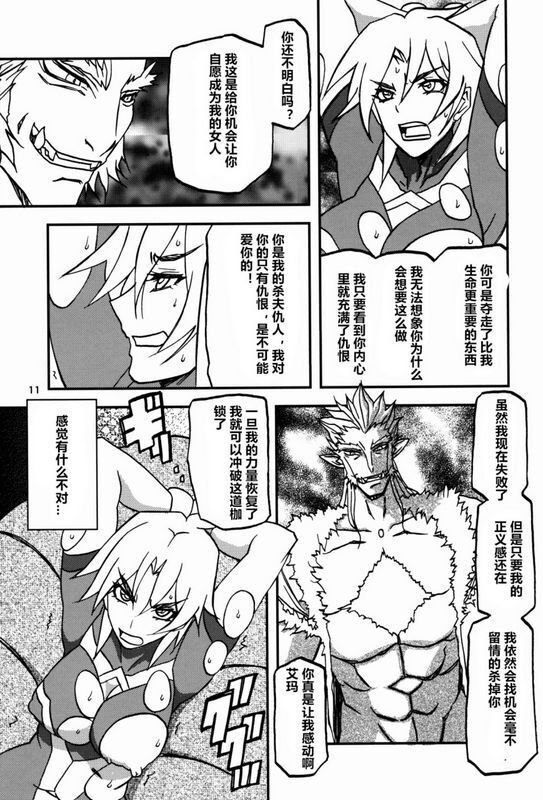 你还不明白吗？
我这是给你机会让你
自愿成为我的女人
你可是夺走了比我
生命更重要的东西
我无法想象你为什么
会想要这么做
我只要看到你内心
里就充满了仇恨
你是我的杀夫仇人，我对
你的只有仇恨，是不可能
爱你的！
11
虽然我现在失败了
但是只要我的
正义感还在
我依然会我机会毫不
留情的杀掉你
你真是让我感动啊
艾玛
一旦我的力量恢复了
我就可以冲破这道枷
锁了
感觉有什么不对…